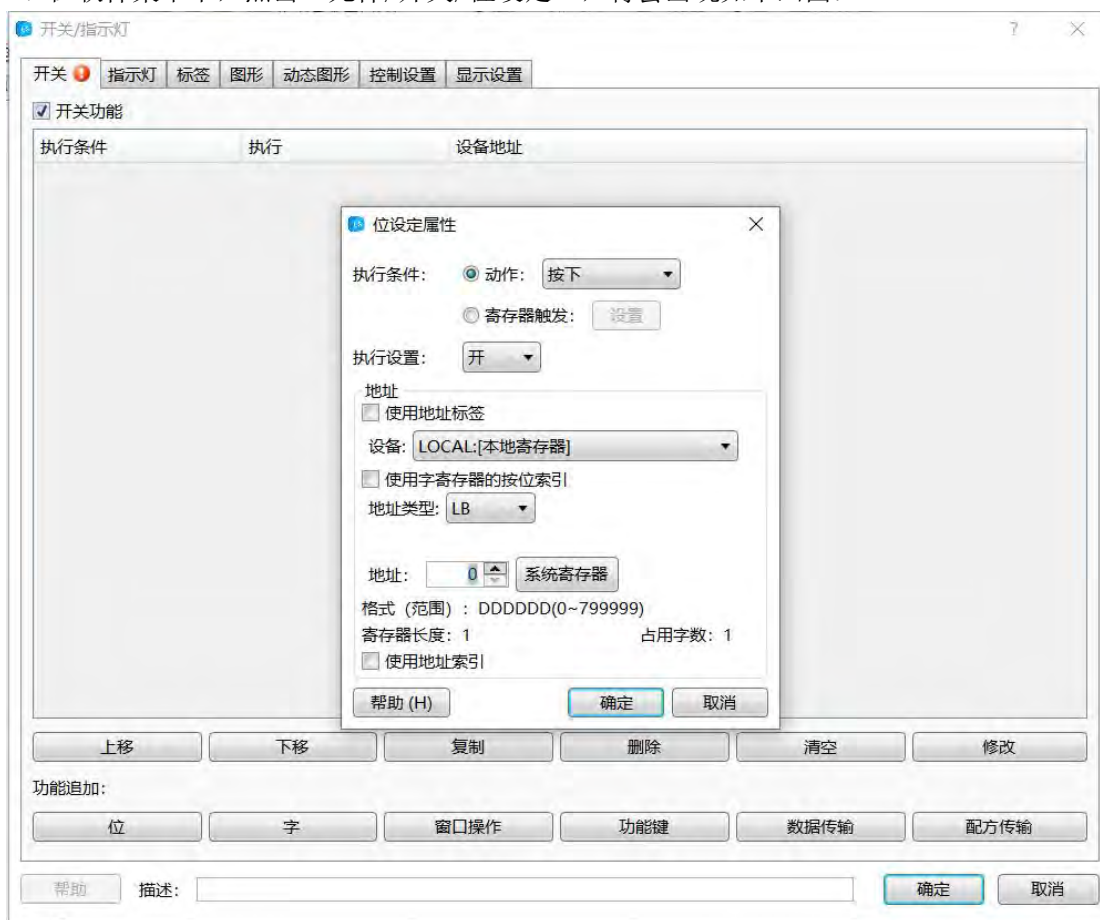 开关/指示灯
开关 指示灯 标签 图形 动态图形 控制设置 显示设置
开关功能
执行条件 执行 设备地址
位设定属性
执行条件: 动作: 按下
寄存器触发: 设置
执行设置: 开
地址
使用地址标签
设备: LOCAL:[本地寄存器]
使用字寄存器的按位索引
地址类型: LB
地址: 0 系统寄存器
格式 (范围) : DDDDDD(0~799999)
寄存器长度: 1 占用字数: 1
使用地址索引
帮助 (H) 确定 取消
上移 下移 复制 删除 清空 修改
功能追加:
位 字 窗口操作 功能键 数据传输 配方传输
帮助 描述: 确定 取消